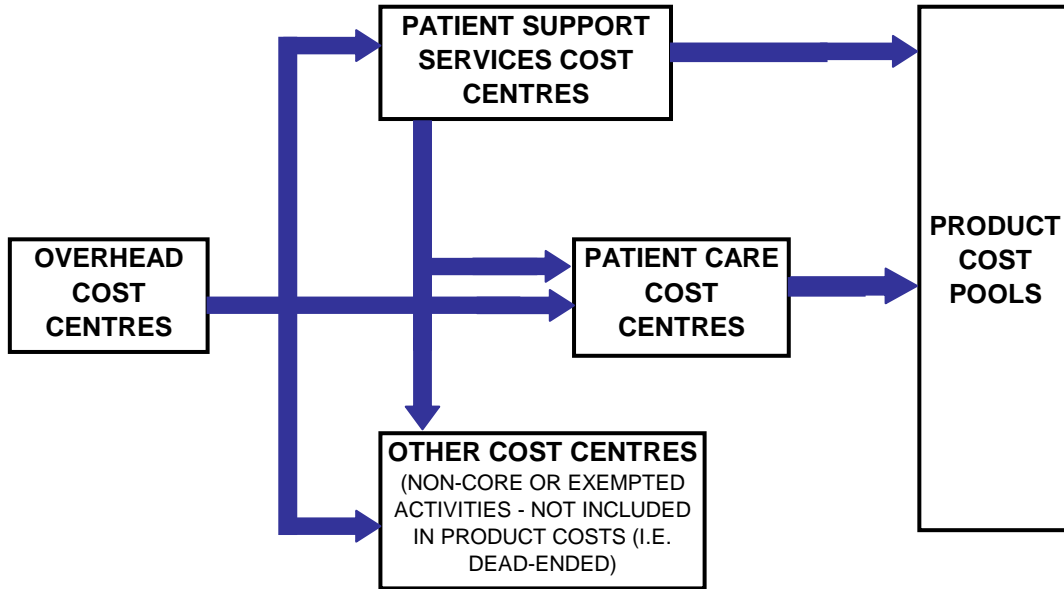 PATIENT SUPPORT
SERVICES COST
CENTRES
OVERHEAD
COST
CENTRES
PATIENT CARE
COST
CENTRES
PRODUCT
COST
POOLS
OTHER COST CENTRES
(NON-CORE OR EXEMPTED
ACTIVITIES - NOT INCLUDED
IN PRODUCT COSTS (I.E.
DEAD-ENDED)